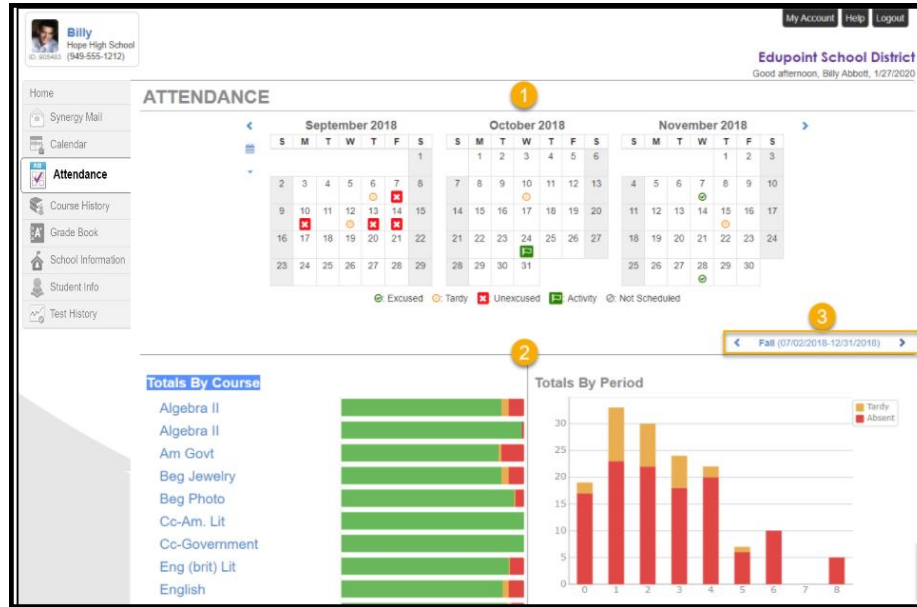 My Account Help Logout
Billy
Hope High School
ID: 905483 (949-555-1212)
Edupoint School District
Good afternoon, Billy Abbott, 1/27/2020
Home
Synergy Mail
Calendar
Attendance
Course History
Grade Book
School Information
Student Info
Test History
ATTENDANCE
1
September 2018
S M T W T F S
1
2 3 4 5 6 7 8
9 10 11 12 13 14 15
16 17 18 19 20 21 22
23 24 25 26 27 28 29
October 2018
S M T W T F S
1 2 3 4 5 6
7 8 9 10 11 12 13
14 15 16 17 18 19 20
21 22 23 24 25 26 27
28 29 30 31
November 2018
S M T W T F S
1 2 3
4 5 6 7 8 9 10
11 12 13 14 15 16 17
18 19 20 21 22 23 24
25 26 27 28 29 30
Excused Tardy Unexcused Activity Not Scheduled
3
Fall (07/02/2018-12/31/2018)
2
Totals By Course
Algebra II
Algebra II
Am Govt
Beg Jewelry
Beg Photo
Cc-Am. Lit
Cc-Government
Eng (brit) Lit
English
Totals By Period
Tardy
Absent
30
25
20
15
10
5
0
0 1 2 3 4 5 6 7 8